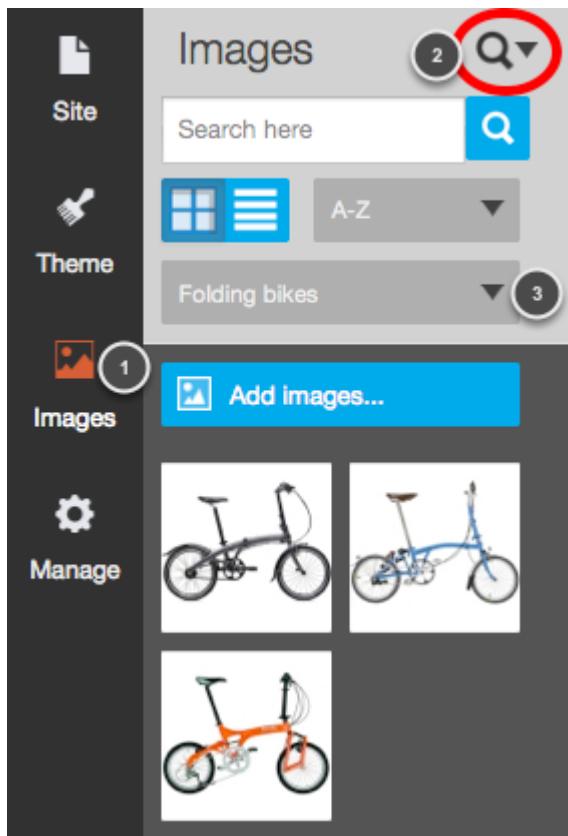 Site
Theme
Images
1
Manage
Images
2
Search here
A-Z
Folding bikes
3
Add images...